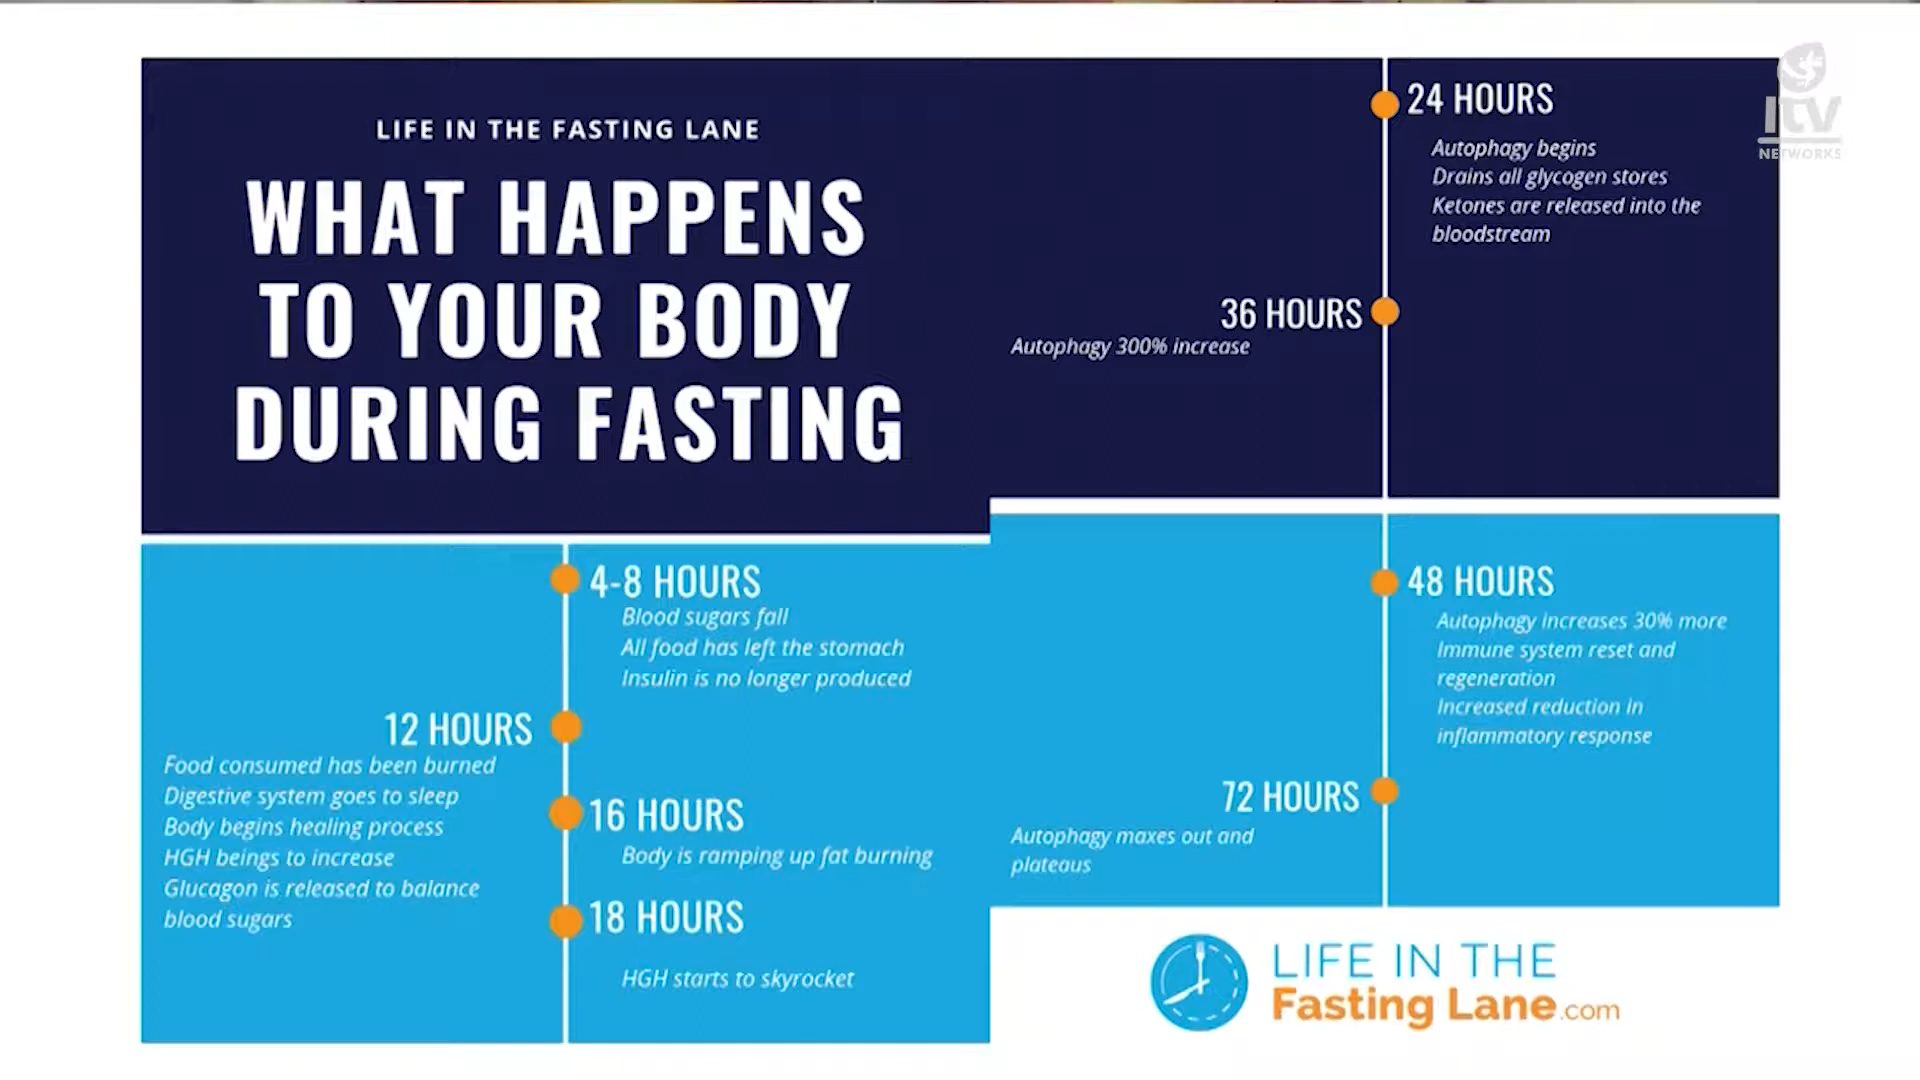 LIFE IN THE FASTING LANE
WHAT HAPPENS
TO YOUR BODY
DURING FASTING
4-8 HOURS
Blood sugars fall
All food has left the stomach
Insulin is no longer produced
12 HOURS
Food consumed has been burned
Digestive system goes to sleep
Body begins healing process
HGH beings to increase
Glucagon is released to balance
blood sugars
16 HOURS
Body is ramping up fat burning
18 HOURS
HGH starts to skyrocket
24 HOURS
Autophagy begins
Drains all glycogen stores
Ketones are released into the
bloodstream
36 HOURS
Autophagy 300% increase
48 HOURS
Autophagy increases 30% more
Immune system reset and
regeneration
Increased reduction in
inflammatory response
72 HOURS
Autophagy maxes out and
plateaus
LIFE IN THE
Fasting Lane.com
itv
NETWORKS